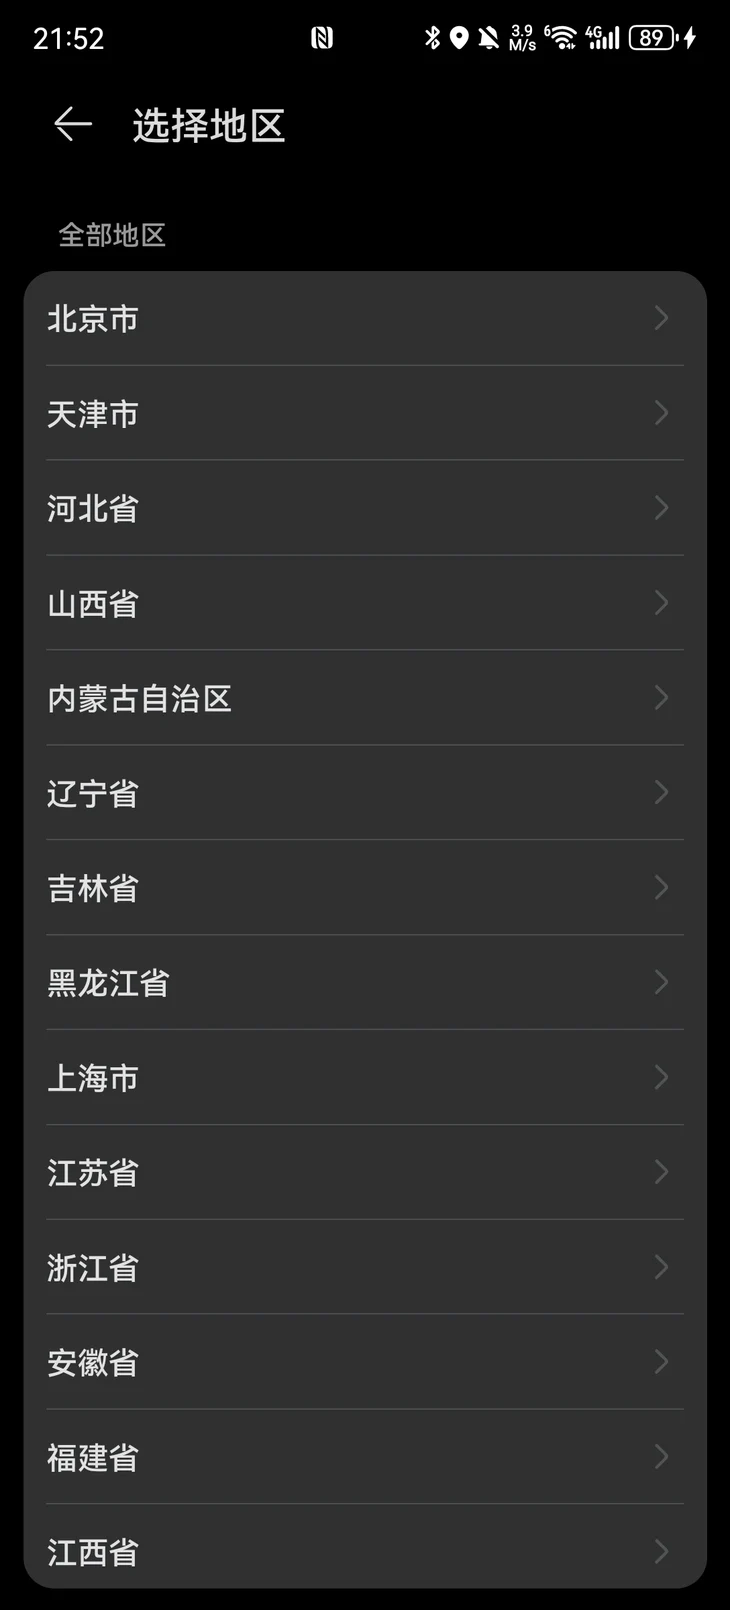 21:52
3.9
M/s
6
4G
89
选择地区
全部地区
北京市
天津市
河北省
山西省
内蒙古自治区
辽宁省
吉林省
黑龙江省
上海市
江苏省
浙江省
安徽省
福建省
江西省